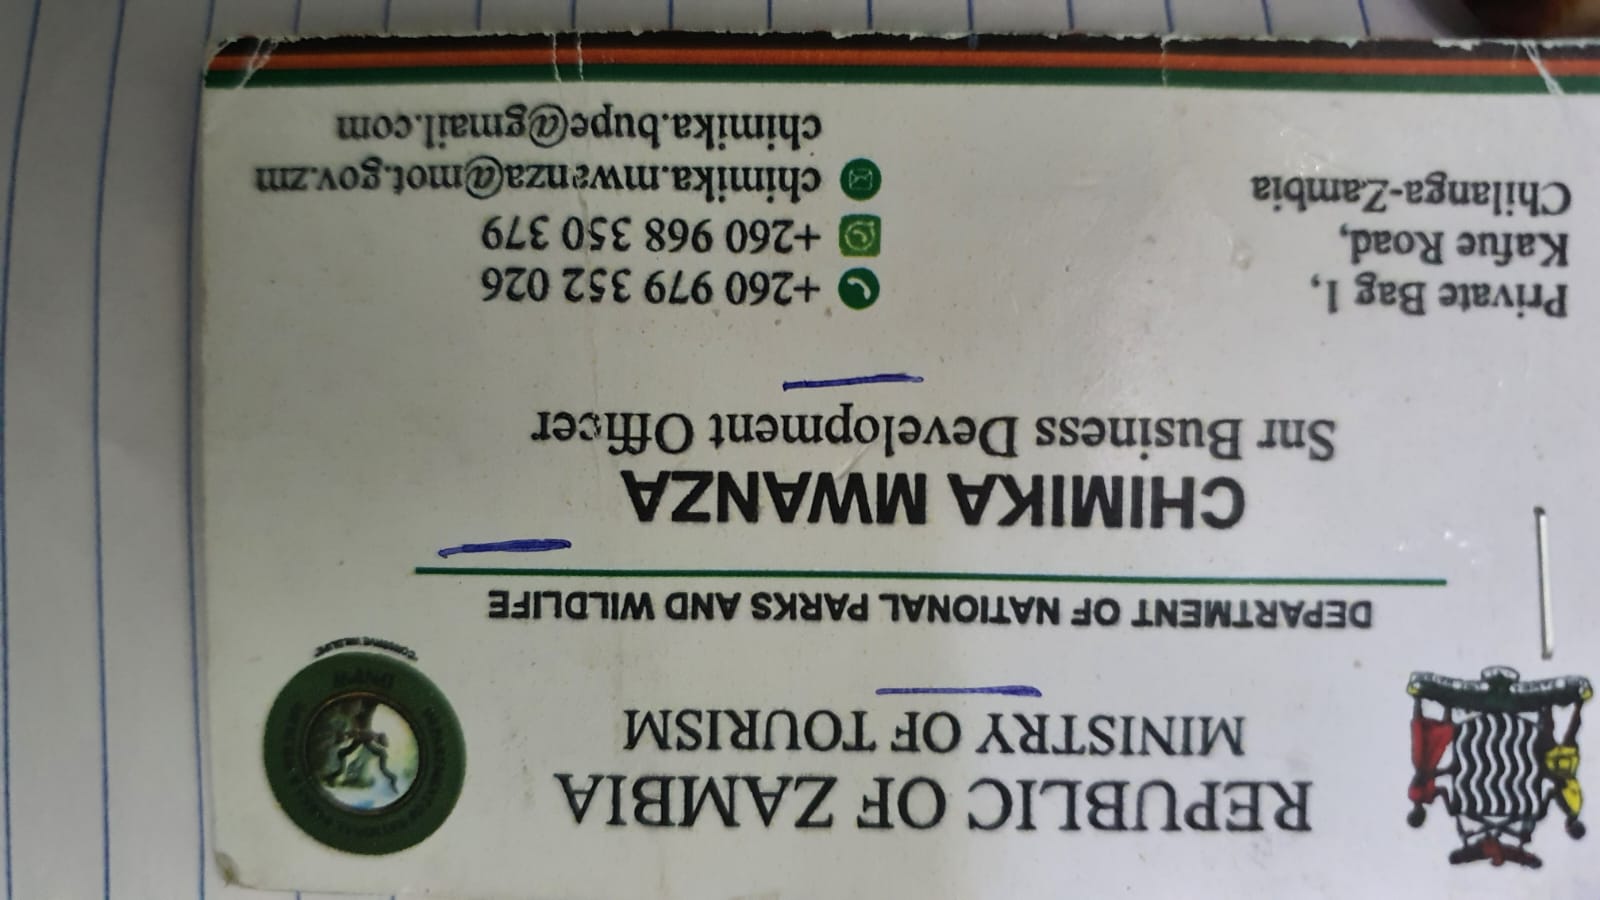 REPUBLIC OF ZAMBIA
MINISTRY OF TOURISM
DEPARTMENT OF NATIONAL PARKS AND WILDLIFE
CHIMIKA MWANZA
Snr Business Development Officer
Private Bag 1,
Kafue Road,
Chilanga-Zambia
+260 979 352 026
+260 968 350 379
chimika.mwanza@mot.gov.zm
chimika.bupe@gmail.com